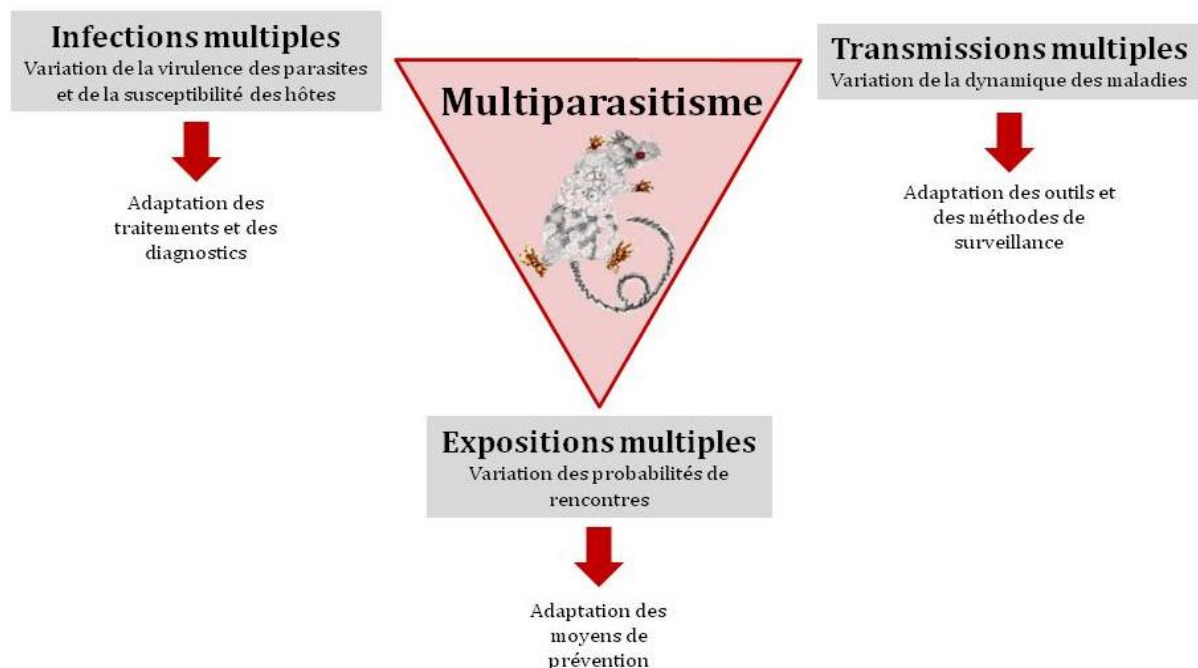 Infections multiples
Variation de la virulence des parasites
et de la susceptibilité des hôtes
Adaptation des
traitements et des
diagnostics
Multiparasitisme
Transmissions multiples
Variation de la dynamique des maladies
Adaptation des outils et
des méthodes de
surveillance
Expositions multiples
Variation des probabilités de
rencontres
Adaptation des
moyens de
prévention